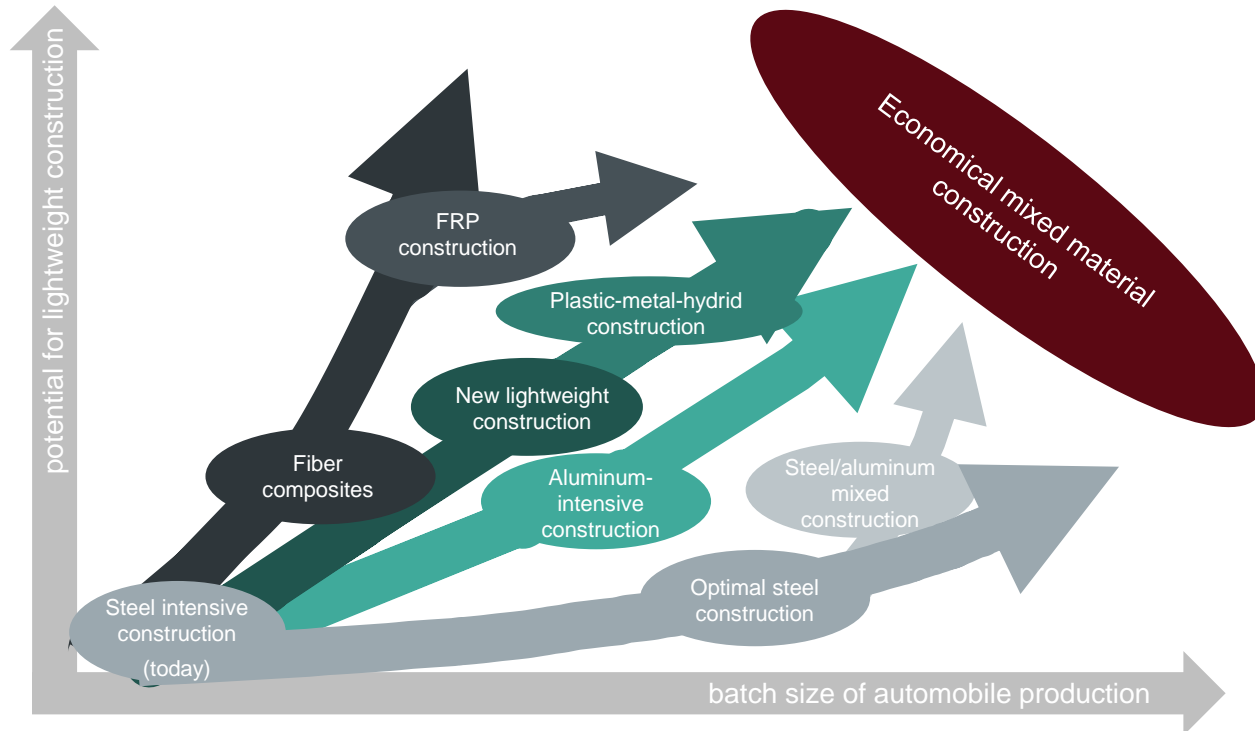 potential for lightweight construction
Economical mixed material
construction
FRP
construction
Plastic-metal-hydrid
construction
New lightweight
construction
Fiber
composites
Aluminum-
intensive
construction
Steel/aluminum
mixed
construction
Optimal steel
construction
Steel intensive
construction
(today)
batch size of automobile production